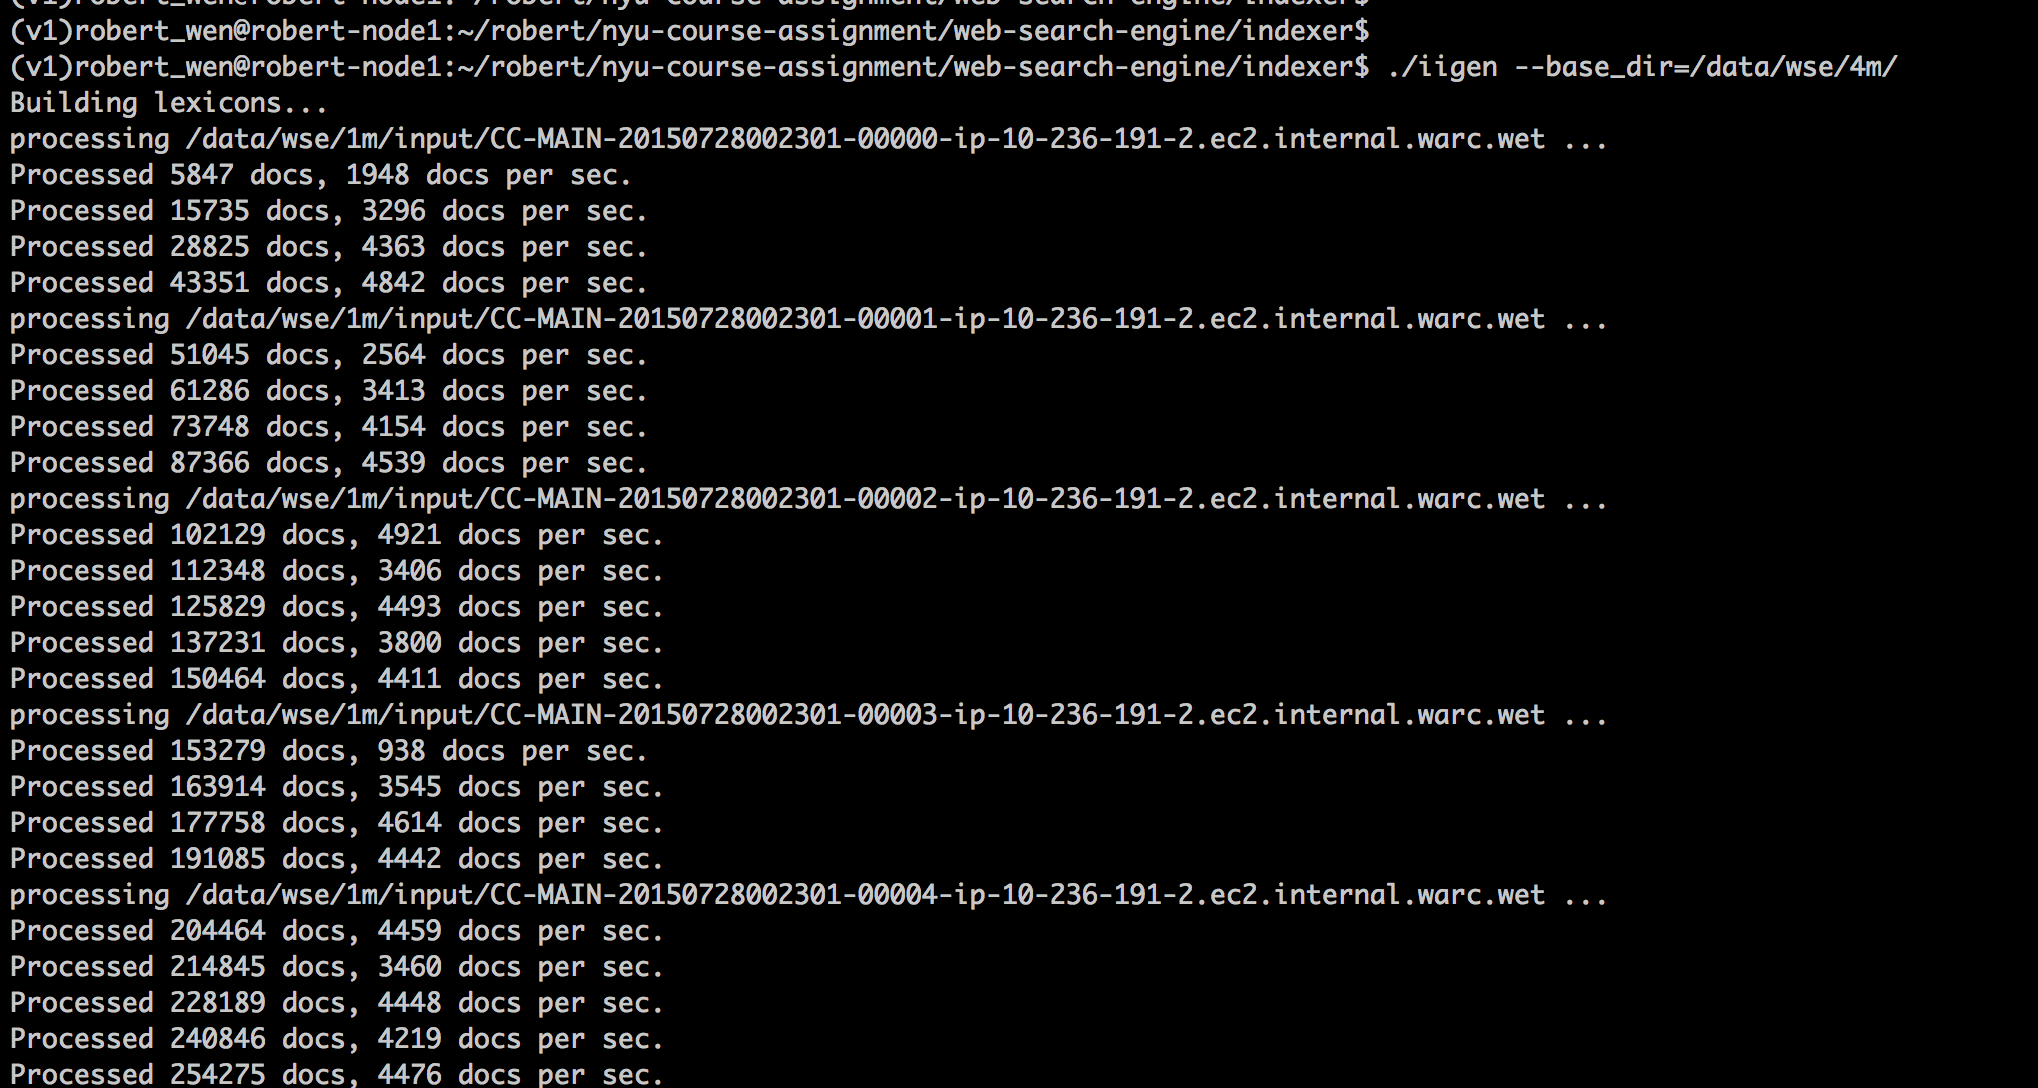 (v1)robert_wen@robert-node1:~/robert/nyu-course-assignment/web-search-engine/indexer$
(v1)robert_wen@robert-node1:~/robert/nyu-course-assignment/web-search-engine/indexer$
(v1)robert_wen@robert-node1:~/robert/nyu-course-assignment/web-search-engine/indexer$ ./iigen --base_dir=/data/wse/4m/
Building lexicons...
processing /data/wse/1m/input/CC-MAIN-20150728002301-00000-ip-10-236-191-2.ec2.internal.warc.wet ...
Processed 5847 docs, 1948 docs per sec.
Processed 15735 docs, 3296 docs per sec.
Processed 28825 docs, 4363 docs per sec.
Processed 43351 docs, 4842 docs per sec.
processing /data/wse/1m/input/CC-MAIN-20150728002301-00001-ip-10-236-191-2.ec2.internal.warc.wet ...
Processed 51045 docs, 2564 docs per sec.
Processed 61286 docs, 3413 docs per sec.
Processed 73748 docs, 4154 docs per sec.
Processed 87366 docs, 4539 docs per sec.
processing /data/wse/1m/input/CC-MAIN-20150728002301-00002-ip-10-236-191-2.ec2.internal.warc.wet ...
Processed 102129 docs, 4921 docs per sec.
Processed 112348 docs, 3406 docs per sec.
Processed 125829 docs, 4493 docs per sec.
Processed 137231 docs, 3800 docs per sec.
Processed 150464 docs, 4411 docs per sec.
processing /data/wse/1m/input/CC-MAIN-20150728002301-00003-ip-10-236-191-2.ec2.internal.warc.wet ...
Processed 153279 docs, 938 docs per sec.
Processed 163914 docs, 3545 docs per sec.
Processed 177758 docs, 4614 docs per sec.
Processed 191085 docs, 4442 docs per sec.
processing /data/wse/1m/input/CC-MAIN-20150728002301-00004-ip-10-236-191-2.ec2.internal.warc.wet ...
Processed 204464 docs, 4459 docs per sec.
Processed 214845 docs, 3460 docs per sec.
Processed 228189 docs, 4448 docs per sec.
Processed 240846 docs, 4219 docs per sec.
Processed 254275 docs, 4476 docs per sec.